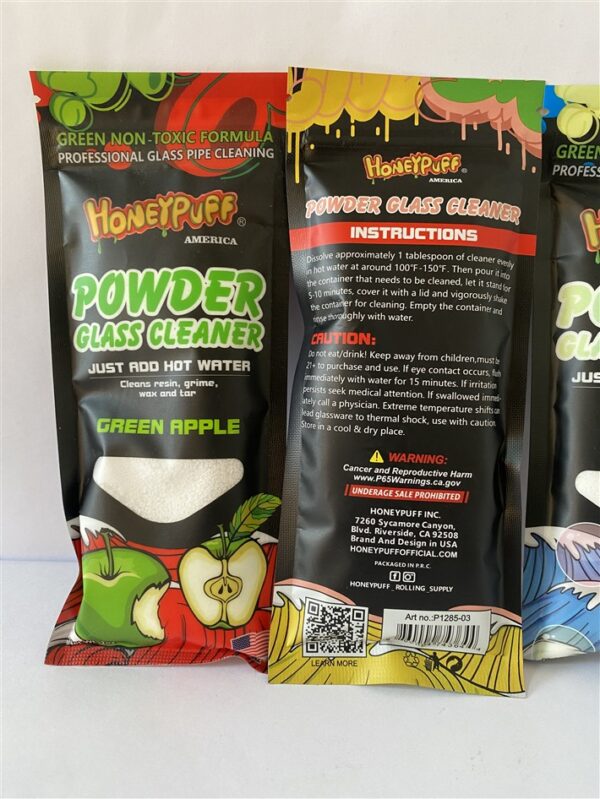 GREEN NON-TOXIC FORMULA
PROFESSIONAL GLASS PIPE CLEANING
HONEYPUFF®
AMERICA
POWDER
GLASS CLEANER
JUST ADD HOT WATER
Cleans resin, grime,
wax and tar
GREEN APPLE
HONEYPUFF®
AMERICA
POWDER GLASS CLEANER
INSTRUCTIONS
Dissolve approximately 1 tablespoon of cleaner evenly
in hot water at around 100°F-150°F. Then pour it into
the container that needs to be cleaned, let it stand for
5-10 minutes, cover it with a lid and vigorously shake
the container for cleaning. Empty the container and
rinse thoroughly with water.
CAUTION:
Do not eat/drink! Keep away from children,must be
21+ to purchase and use. If eye contact occurs, flush
immediately with water for 15 minutes. If irritation
persists seek medical attention. If swallowed immed-
iately call a physician. Extreme temperature shifts can
lead glassware to thermal shock, use with caution.
Store in a cool & dry place.
WARNING:
Cancer and Reproductive Harm
www.P65Warnings.ca.gov
UNDERAGE SALE PROHIBITED
HONEYPUFF INC.
7260 Sycamore Canyon,
Blvd. Riverside, CA 92508
Brand And Design in USA
HONEYPUFFOFFICIAL.COM
PACKAGED IN P.R.C.
HONEYPUFF_ROLLING_SUPPLY
LEARN MORE
Art no.:P1285-03
GREEN
PROFESS
H
PO
GLA
JUS